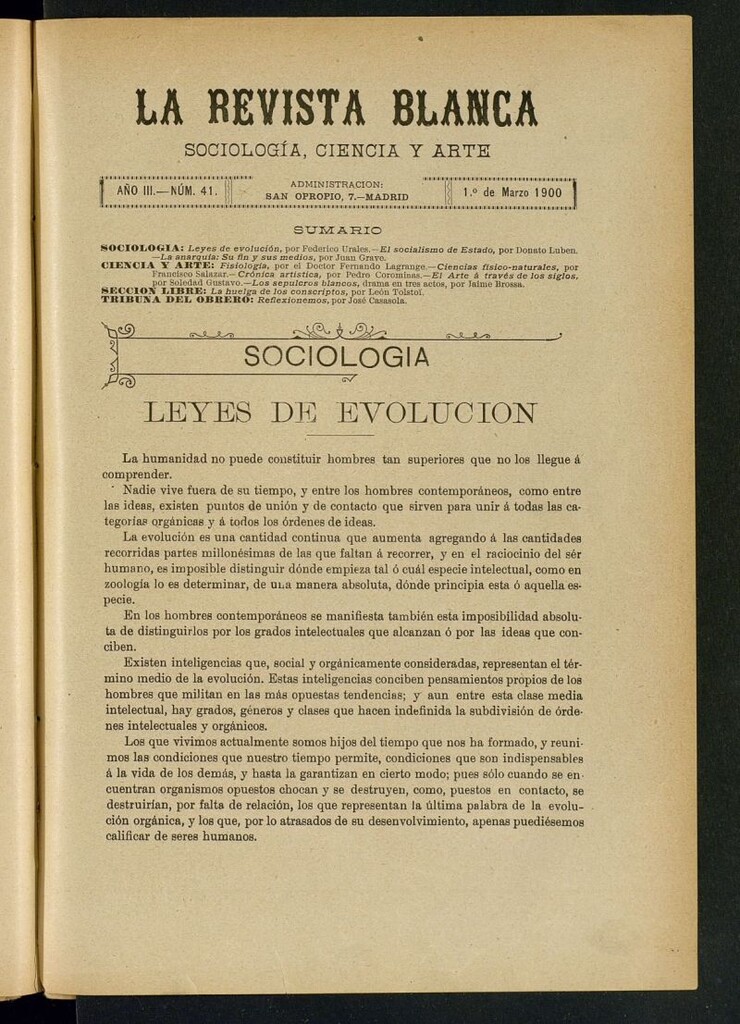 LA REVISTA BLANCA
SOCIOLOGÍA, CIENCIA Y ARTE
AÑO III.—NÚM. 41.
ADMINISTRACION:
SAN OPROPIO, 7.—MADRID
1.º de Marzo 1900
SUMARIO
SOCIOLOGIA: Leyes de evolución, por Federico Urales.—El socialismo de Estado, por Donato Luben.
—La anarquía: Su fin y sus medios, por Juan Grave.
CIENCIA Y ARTE: Fisiología, por el Doctor Fernando Lagrange.—Ciencias físico-naturales, por
Francisco Salazar.—Crónica artística, por Pedro Corominas.—El Arte á través de los siglos,
por Soledad Gustavo.—Los sepulcros blancos, drama en tres actos, por Jaime Brossa.
SECCION LIBRE: La huelga de los conscriptos, por León Tolstoï.
TRIBUNA DEL OBRERO: Reflexionemos, por José Casasola.
SOCIOLOGIA
LEYES DE EVOLUCION
La humanidad no puede constituir hombres tan superiores que no los llegue á
comprender.
Nadie vive fuera de su tiempo, y entre los hombres contemporáneos, como entre
las ideas, existen puntos de unión y de contacto que sirven para unir á todas las ca-
tegorías orgánicas y á todos los órdenes de ideas.
La evolución es una cantidad continua que aumenta agregando á las cantidades
recorridas partes millonésimas de las que faltan á recorrer, y en el raciocinio del sér
humano, es imposible distinguir dónde empieza tal ó cuál especie intelectual, como en
zoología lo es determinar, de una manera absoluta, dónde principia esta ó aquella es-
pecie.
En los hombres contemporáneos se manifiesta también esta imposibilidad absolu-
ta de distinguirlos por los grados intelectuales que alcanzan ó por las ideas que con-
ciben.
Existen inteligencias que, social y orgánicamente consideradas, representan el tér-
mino medio de la evolución. Estas inteligencias conciben pensamientos propios de los
hombres que militan en las más opuestas tendencias; y aun entre esta clase media
intelectual, hay grados, géneros y clases que hacen indefinida la subdivisión de órde-
nes intelectuales y orgánicos.
Los que vivimos actualmente somos hijos del tiempo que nos ha formado, y reuni-
mos las condiciones que nuestro tiempo permite, condiciones que son indispensables
á la vida de los demás, y hasta la garantizan en cierto modo; pues sólo cuando se en-
cuentran organismos opuestos chocan y se destruyen, como, puestos en contacto, se
destruirían, por falta de relación, los que representan la última palabra de la evolu-
ción orgánica, y los que, por lo atrasados de su desenvolvimiento, apenas puediésemos
calificar de seres humanos.